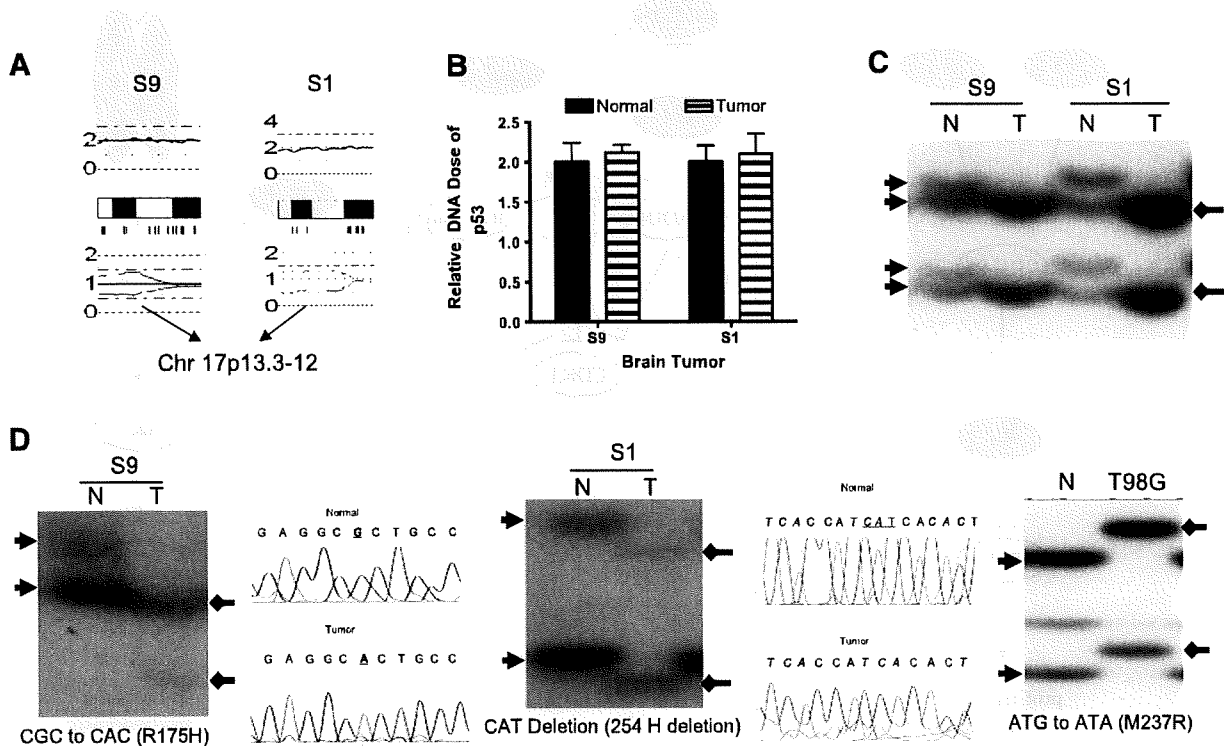 A
S9
S1
2
0
4
2
0
2
1
0
2
1
0
Chr 17p13.3-12
B
Normal
Tumor
Relative DNA Dose of p53
2.5
2.0
1.5
1.0
0.5
0.0
S9
S1
Brain Tumor
C
S9
S1
N
T
N
T
D
S9
N
T
CGC to CAC (R175H)
Normal
G A G G C G C T G C C
Tumor
G A G G C A C T G C C
S1
N
T
CAT Deletion (254 H deletion)
Normal
T C A C C A T C A T C A C A C T
Tumor
T C A C C A T C A C A C T
N
T98G
ATG to ATA (M237R)